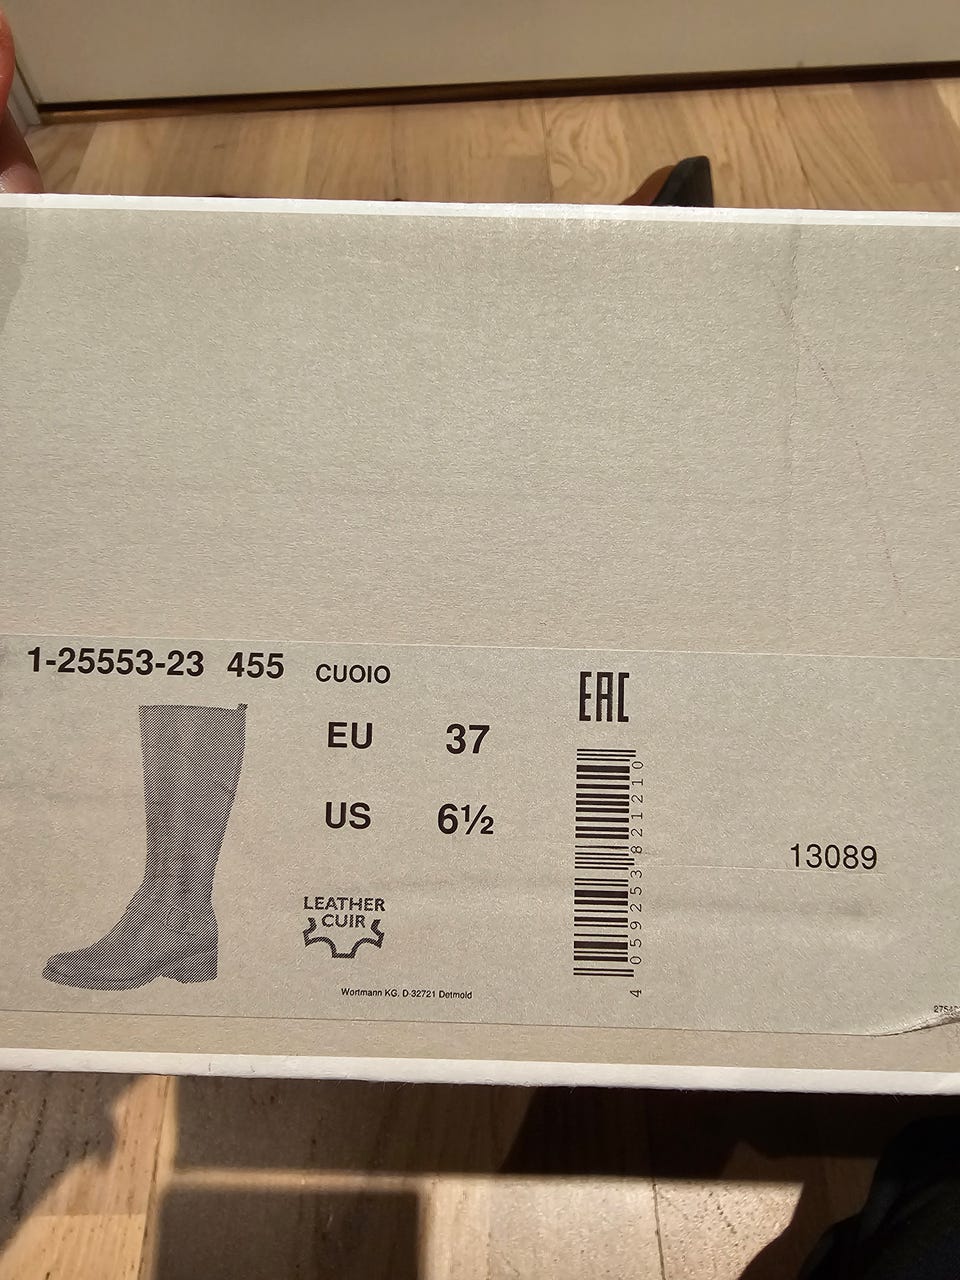 1-25553-23 455 CUOIO
EAC
EU 37
US 6½
13089
LEATHER
CUIR
4 059253 821210
Wortmann KG. D-32721 Detmold